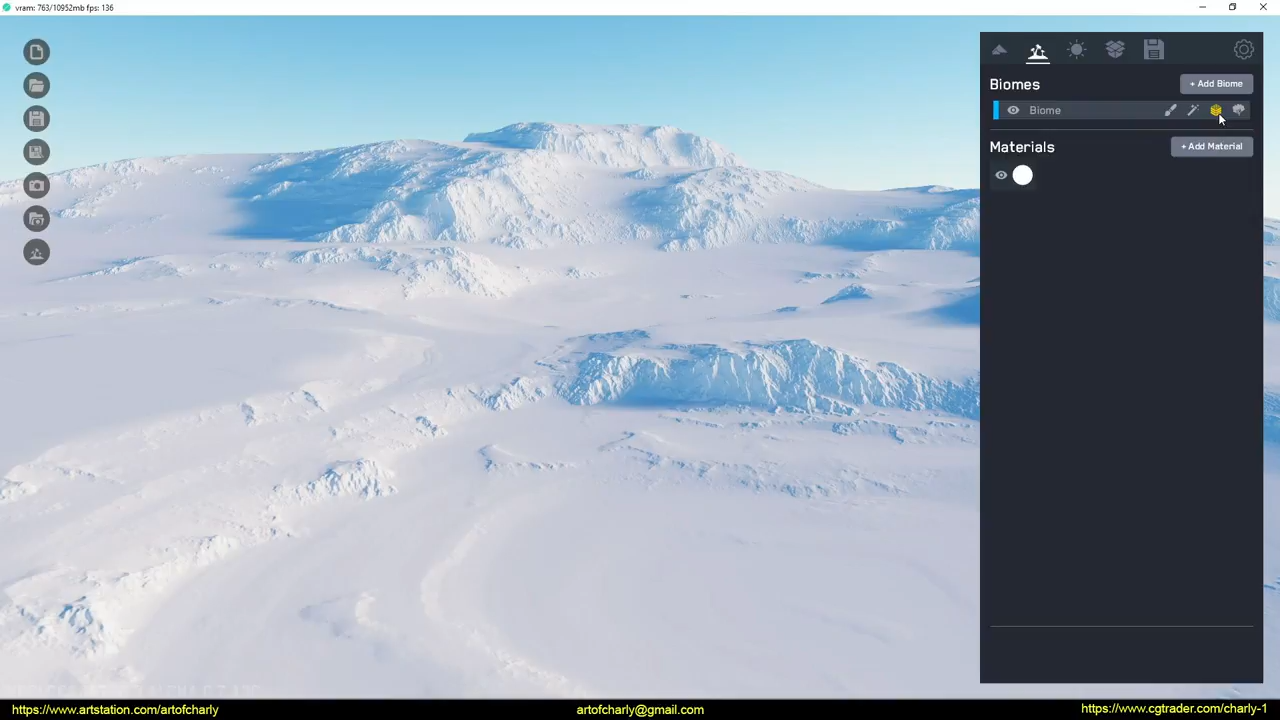 vram: 763/10952mb fps: 136
Biomes
+ Add Biome
Biome
Materials
+ Add Material
https://www.artstation.com/artofcharly
artofcharly@gmail.com
https://www.cgtrader.com/charly-1